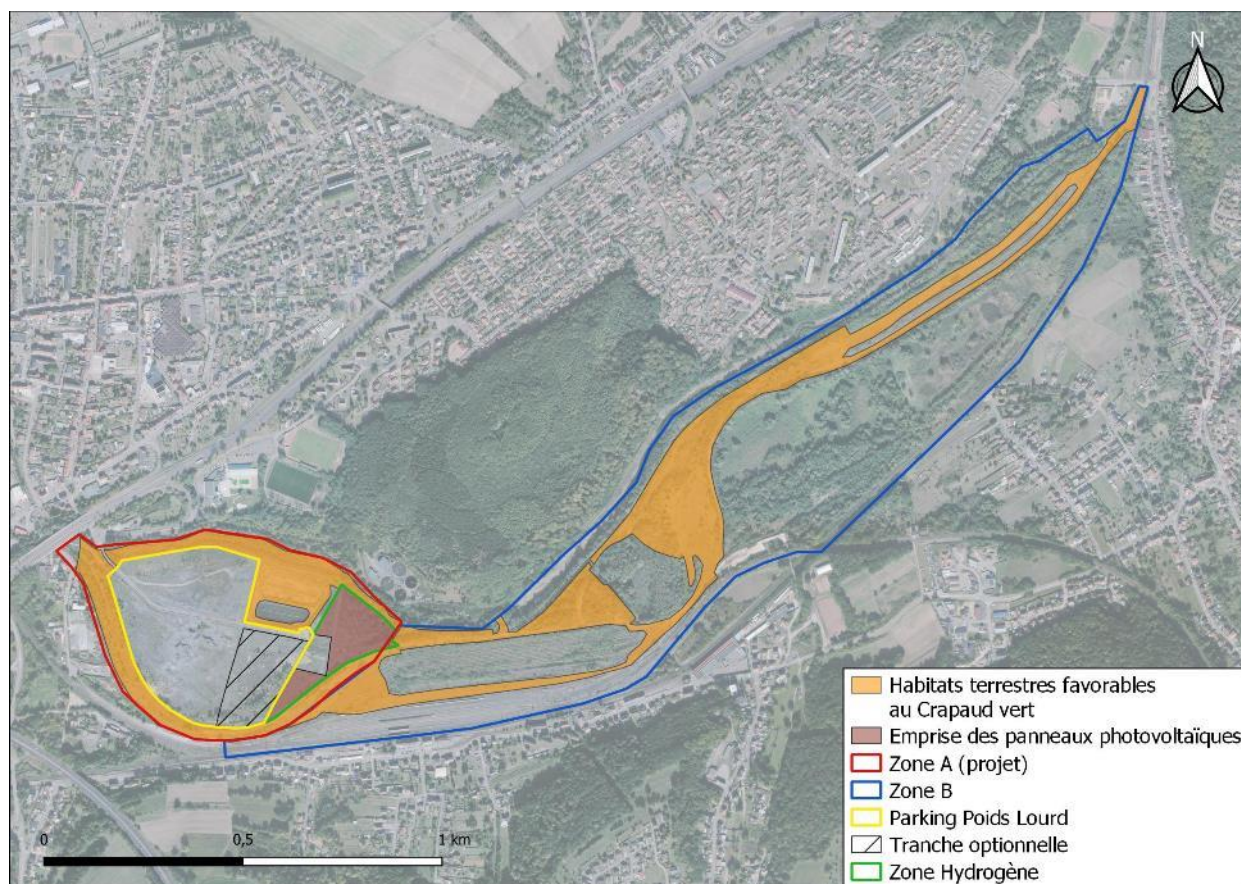 N
Habitats terrestres favorables
au Crapaud vert
Emprise des panneaux photovoltaïques
Zone A (projet)
Zone B
Parking Poids Lourd
Tranche optionnelle
Zone Hydrogène
0 0,5 1 km